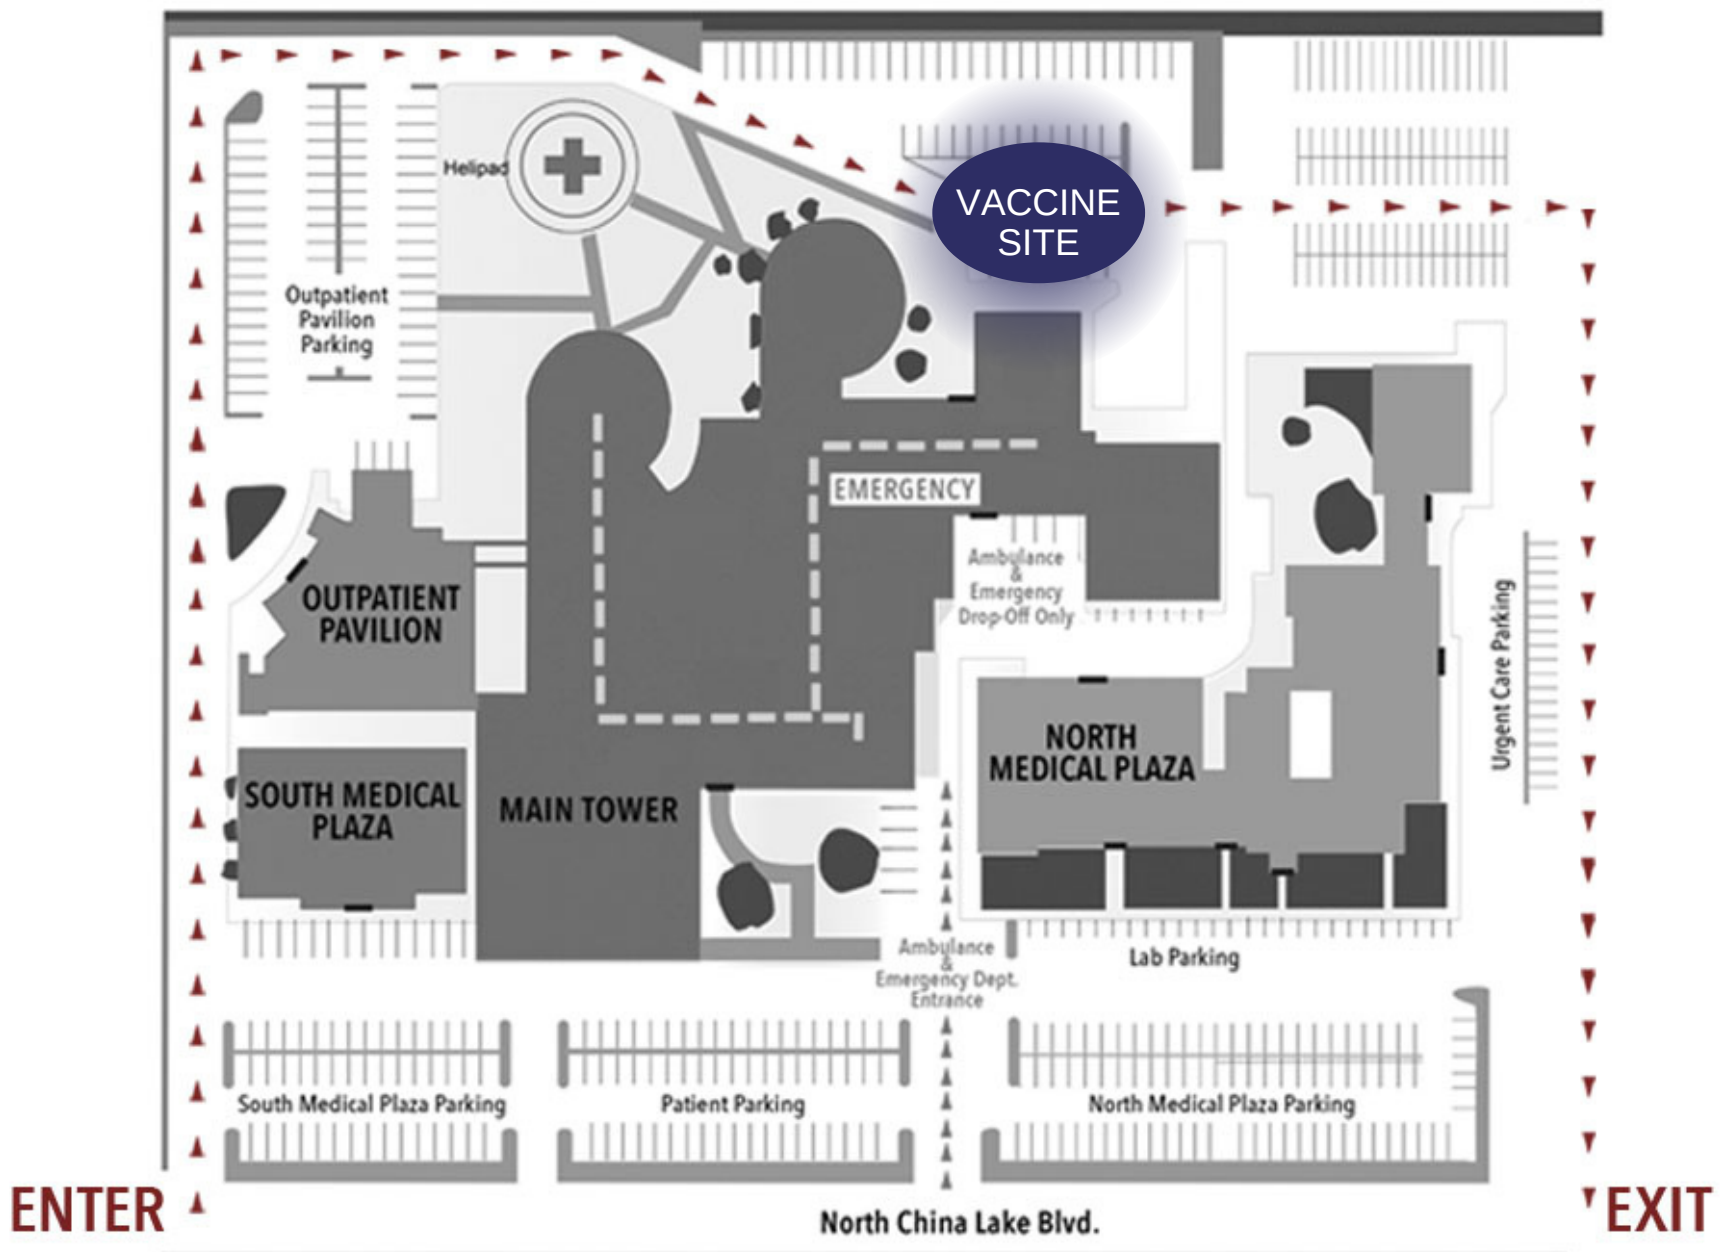 Helipad
VACCINE
SITE
Outpatient
Pavilion
Parking
EMERGENCY
Ambulance
&
Emergency
Drop-Off Only
OUTPATIENT
PAVILION
Urgent Care Parking
NORTH
MEDICAL PLAZA
SOUTH MEDICAL
PLAZA
MAIN TOWER
Ambulance
&
Emergency Dept.
Entrance
Lab Parking
South Medical Plaza Parking
Patient Parking
North Medical Plaza Parking
ENTER
North China Lake Blvd.
EXIT